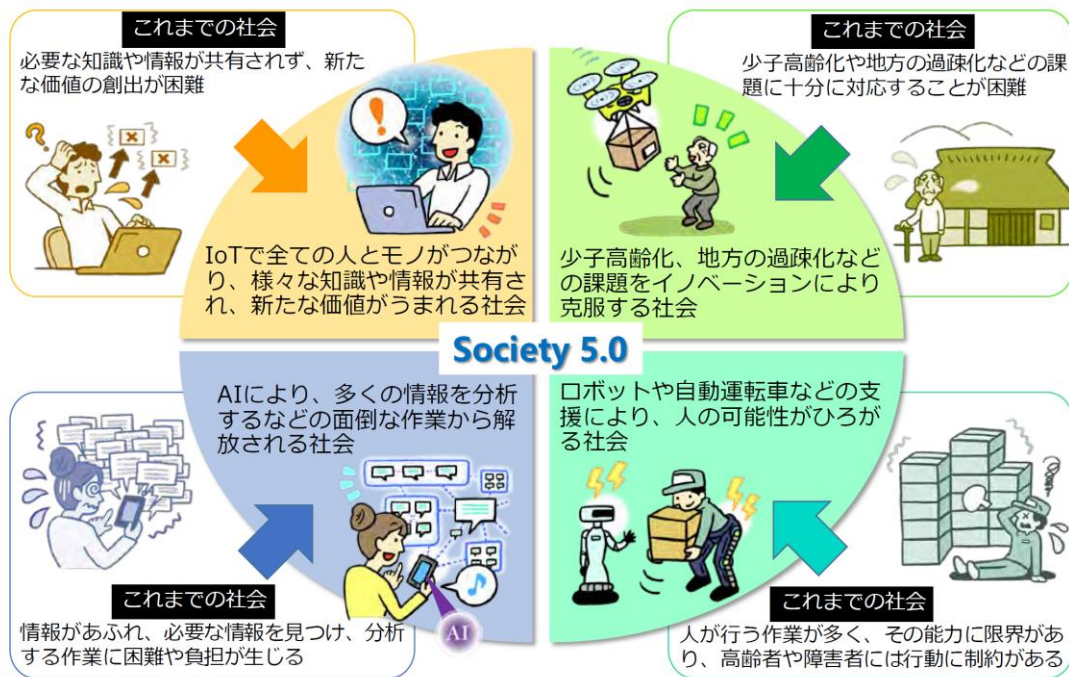 これまでの社会
必要な知識や情報が共有されず、新た
な価値の創出が困難
?
!
IoTで全ての人とモノがつなが
り、様々な知識や情報が共有さ
れ、新たな価値がうまれる社会
これまでの社会
少子高齢化や地方の過疎化などの課
題に十分に対応することが困難
少子高齢化、地方の過疎化などの
の課題をイノベーションにより
克服する社会
Society 5.0
AIにより、多くの情報を分析
するなどの面倒な作業から解
放される社会
AI
これまでの社会
情報があふれ、必要な情報を見つけ、分析
する作業に困難や負担が生じる
ロボットや自動運転車などの支
援により、人の可能性がひろが
る社会
これまでの社会
人が行う作業が多く、その能力に限界があ
り、高齢者や障害者には行動に制約がある